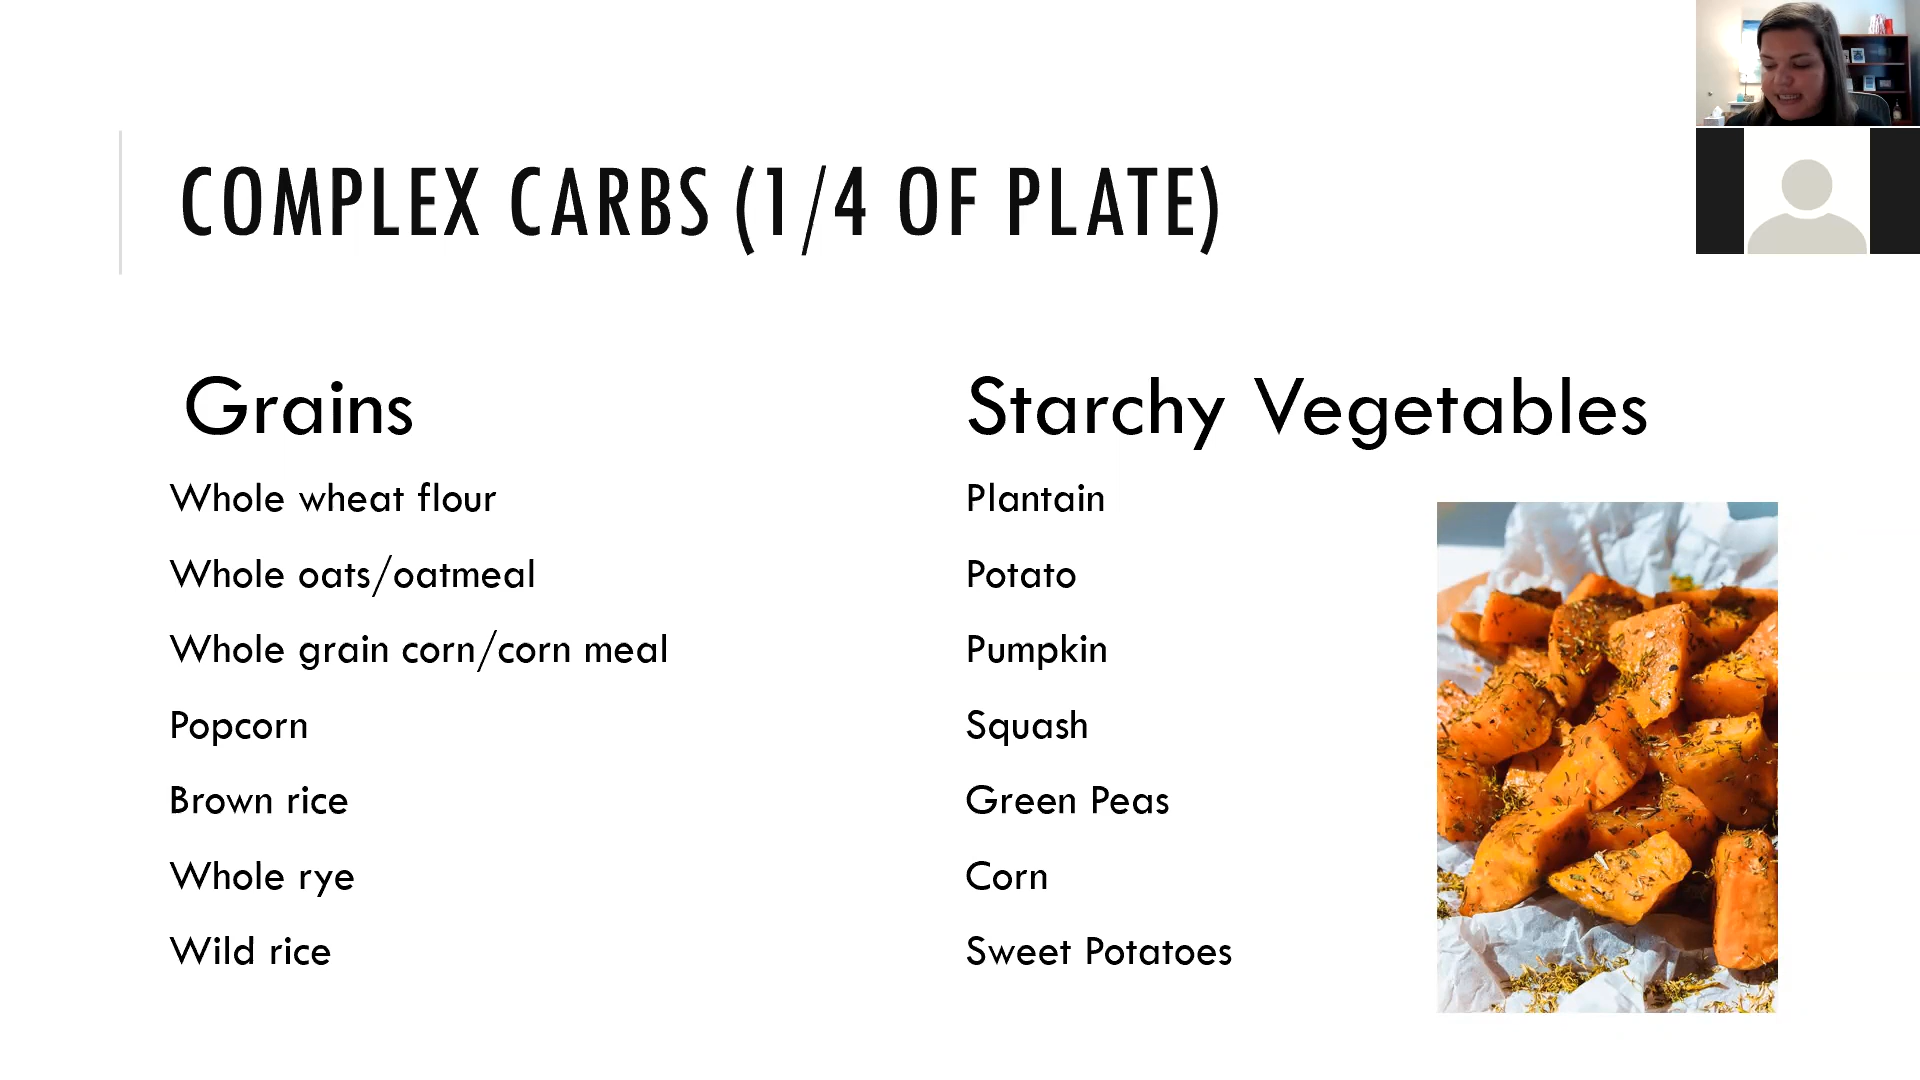 COMPLEX CARBS (1/4 OF PLATE)
Grains
Whole wheat flour
Whole oats/oatmeal
Whole grain corn/corn meal
Popcorn
Brown rice
Whole rye
Wild rice
Starchy Vegetables
Plantain
Potato
Pumpkin
Squash
Green Peas
Corn
Sweet Potatoes